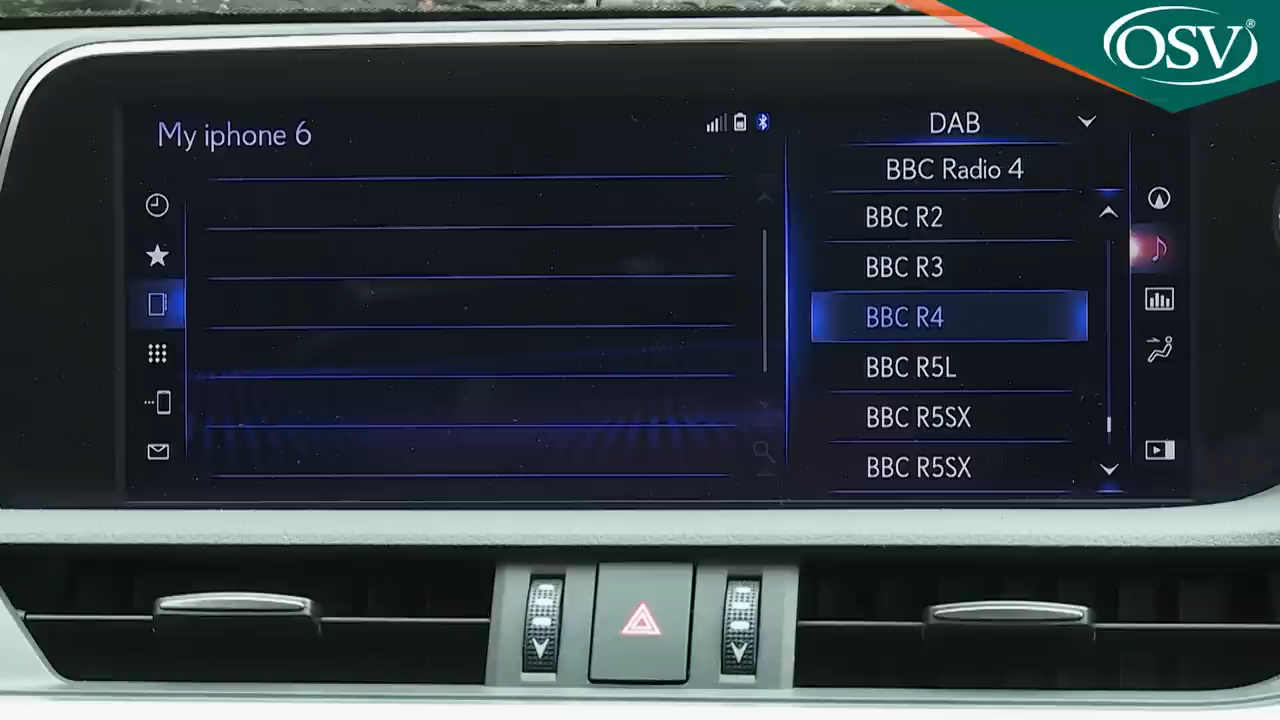 OSV®
My iphone 6
DAB
BBC Radio 4
BBC R2
BBC R3
BBC R4
BBC R5L
BBC R5SX
BBC R5SX